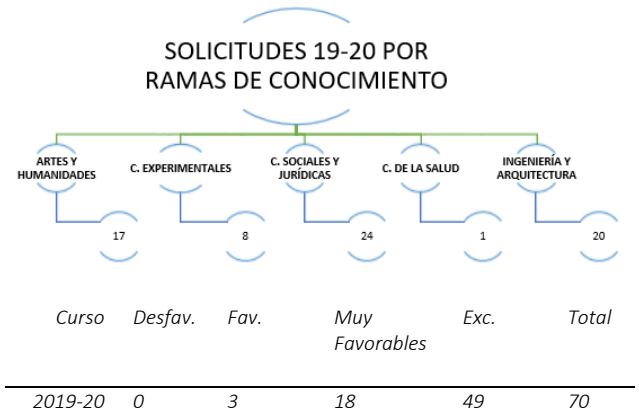 SOLICITUDES 19-20 POR
RAMAS DE CONOCIMIENTO
ARTES Y
HUMANIDADES
C. EXPERIMENTALES
C. SOCIALES Y
JURÍDICAS
C. DE LA SALUD
INGENIERÍA Y
ARQUITECTURA
17
8
24
1
20
Curso Desfav. Fav. Muy Favorables Exc. Total
2019-20 0 3 18 49 70